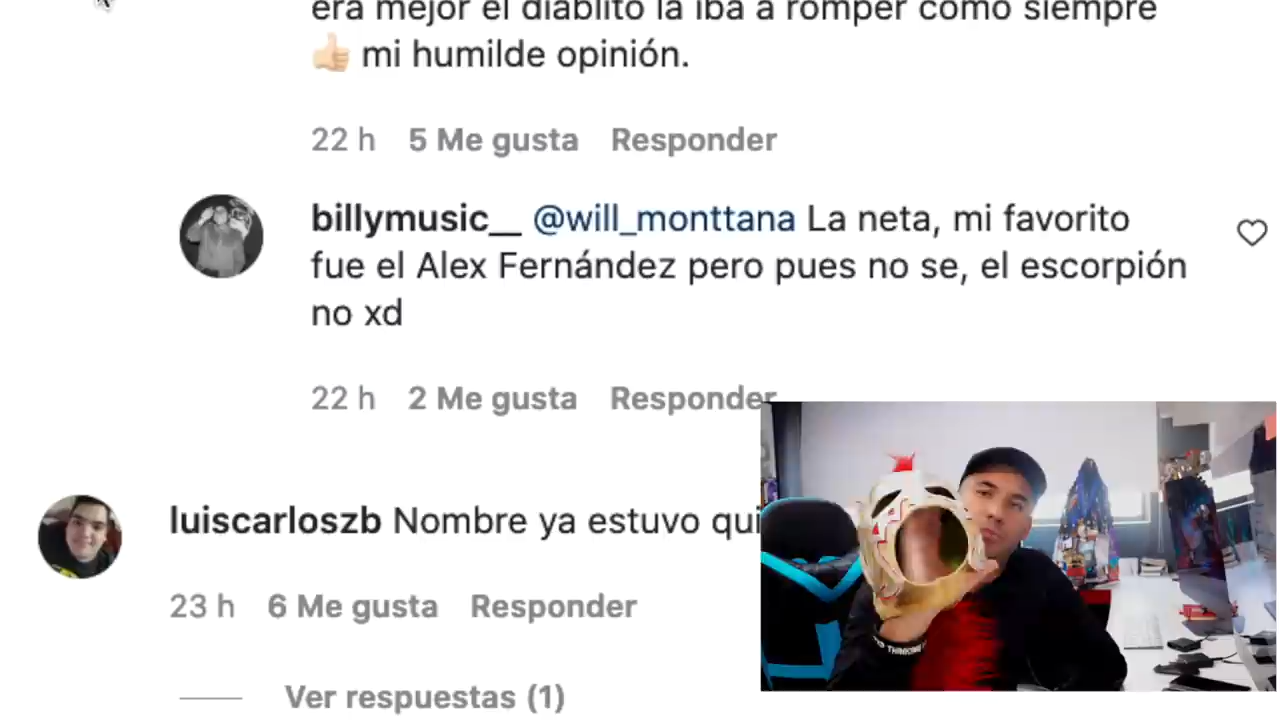 era mejor el diablito la iba a romper como siempre
👍🏻 mi humilde opinión.
22 h 5 Me gusta Responder
billymusic__ @will_monttana La neta, mi favorito
fue el Alex Fernández pero pues no se, el escorpión
no xd
22 h 2 Me gusta Responder
luiscarloszb Nombre ya estuvo qui
23 h 6 Me gusta Responder
Ver respuestas (1)